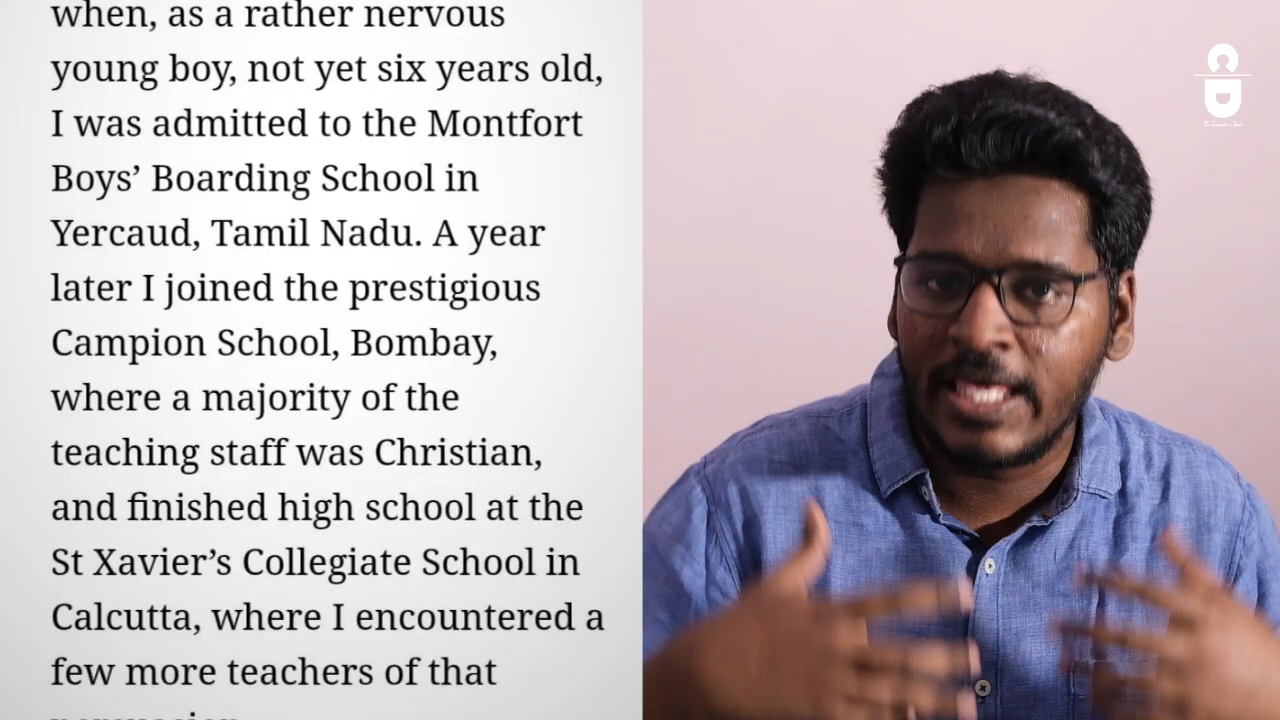 when, as a rather nervous
young boy, not yet six years old,
I was admitted to the Montfort
Boys’ Boarding School in
Yercaud, Tamil Nadu. A year
later I joined the prestigious
Campion School, Bombay,
where a majority of the
teaching staff was Christian,
and finished high school at the
St Xavier’s Collegiate School in
Calcutta, where I encountered a
few more teachers of that